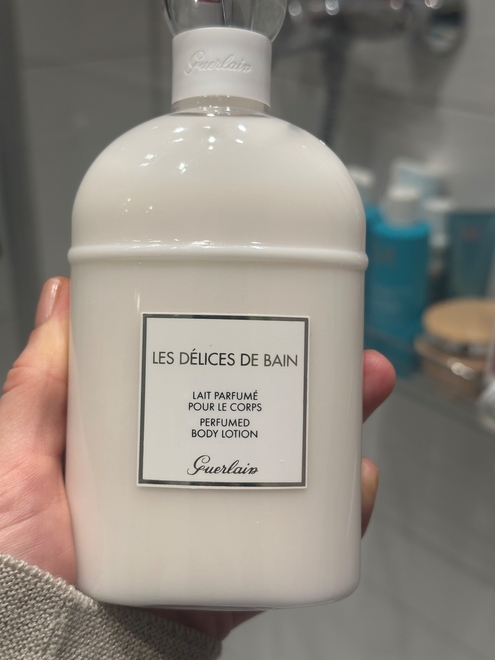 Guerlain
LES DÉLICES DE BAIN
LAIT PARFUMÉ
POUR LE CORPS
PERFUMED
BODY LOTION
Guerlain